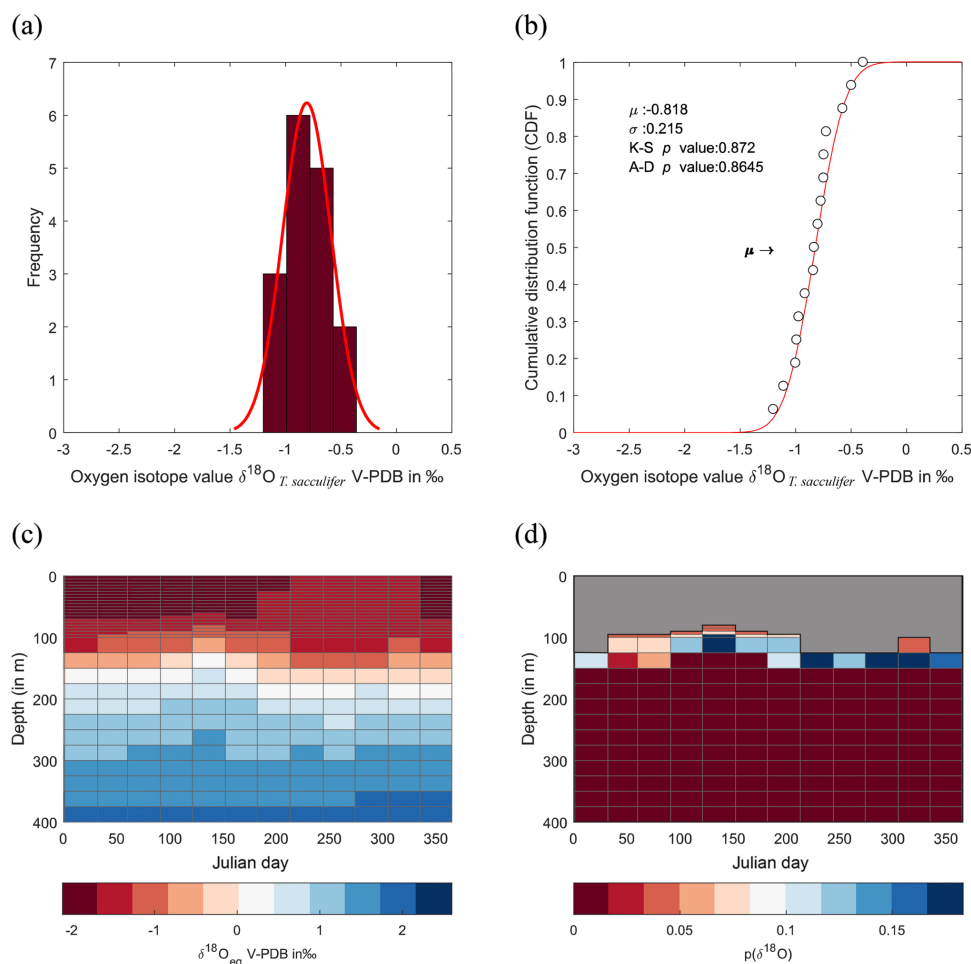 (a)
7
6
5
4
3
2
1
0
Frequency
-3 -2.5 -2 -1.5 -1 -0.5 0 0.5
Oxygen isotope value δ18O T. sacculifer V-PDB in ‰
(b)
1
0.9
0.8
0.7
0.6
0.5
0.4
0.3
0.2
0.1
0
Cumulative distribution function (CDF)
μ :-0.818
σ :0.215
K-S p value:0.872
A-D p value:0.8645
μ →
-3 -2.5 -2 -1.5 -1 -0.5 0 0.5
Oxygen isotope value δ18O T. sacculifer V-PDB in ‰
(c)
0
100
200
300
400
Depth (in m)
0 50 100 150 200 250 300 350
Julian day
-2 -1 0 1 2
δ18Oeq V-PDB in‰
(d)
0
100
200
300
400
Depth (in m)
0 50 100 150 200 250 300 350
Julian day
0 0.05 0.1 0.15
p(δ18O)